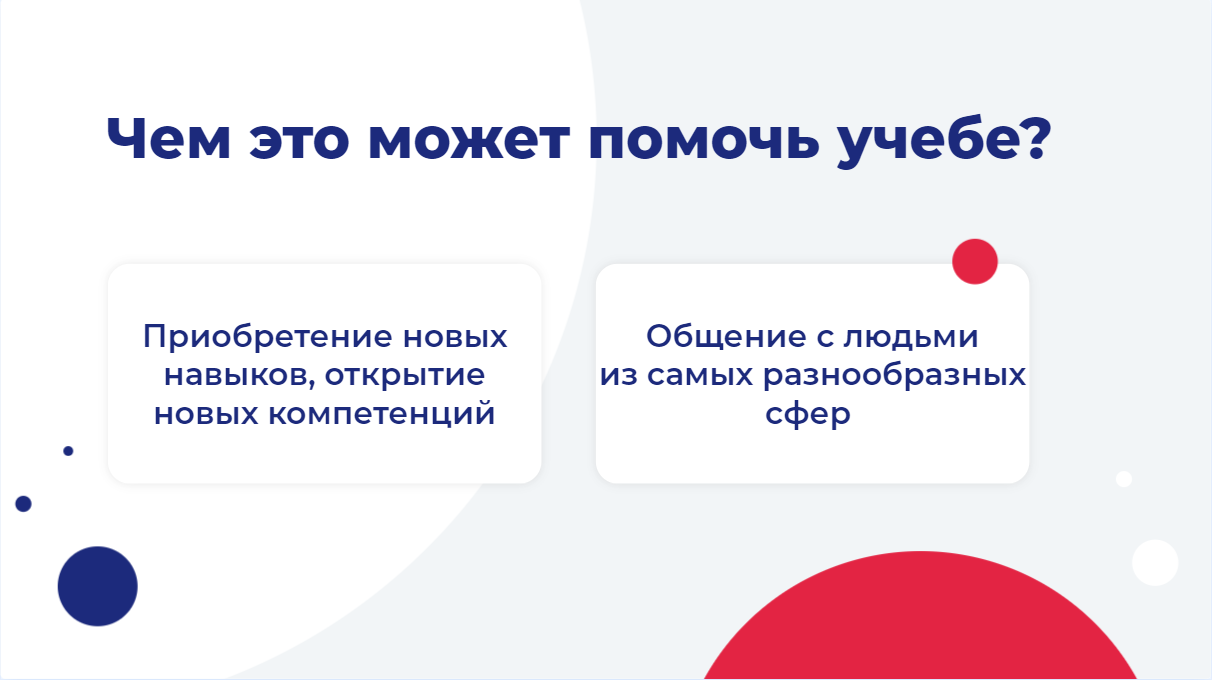 Чем это может помочь учебе?
Приобретение новых
навыков, открытие
новых компетенций
Общение с людьми
из самых разнообразных
сфер